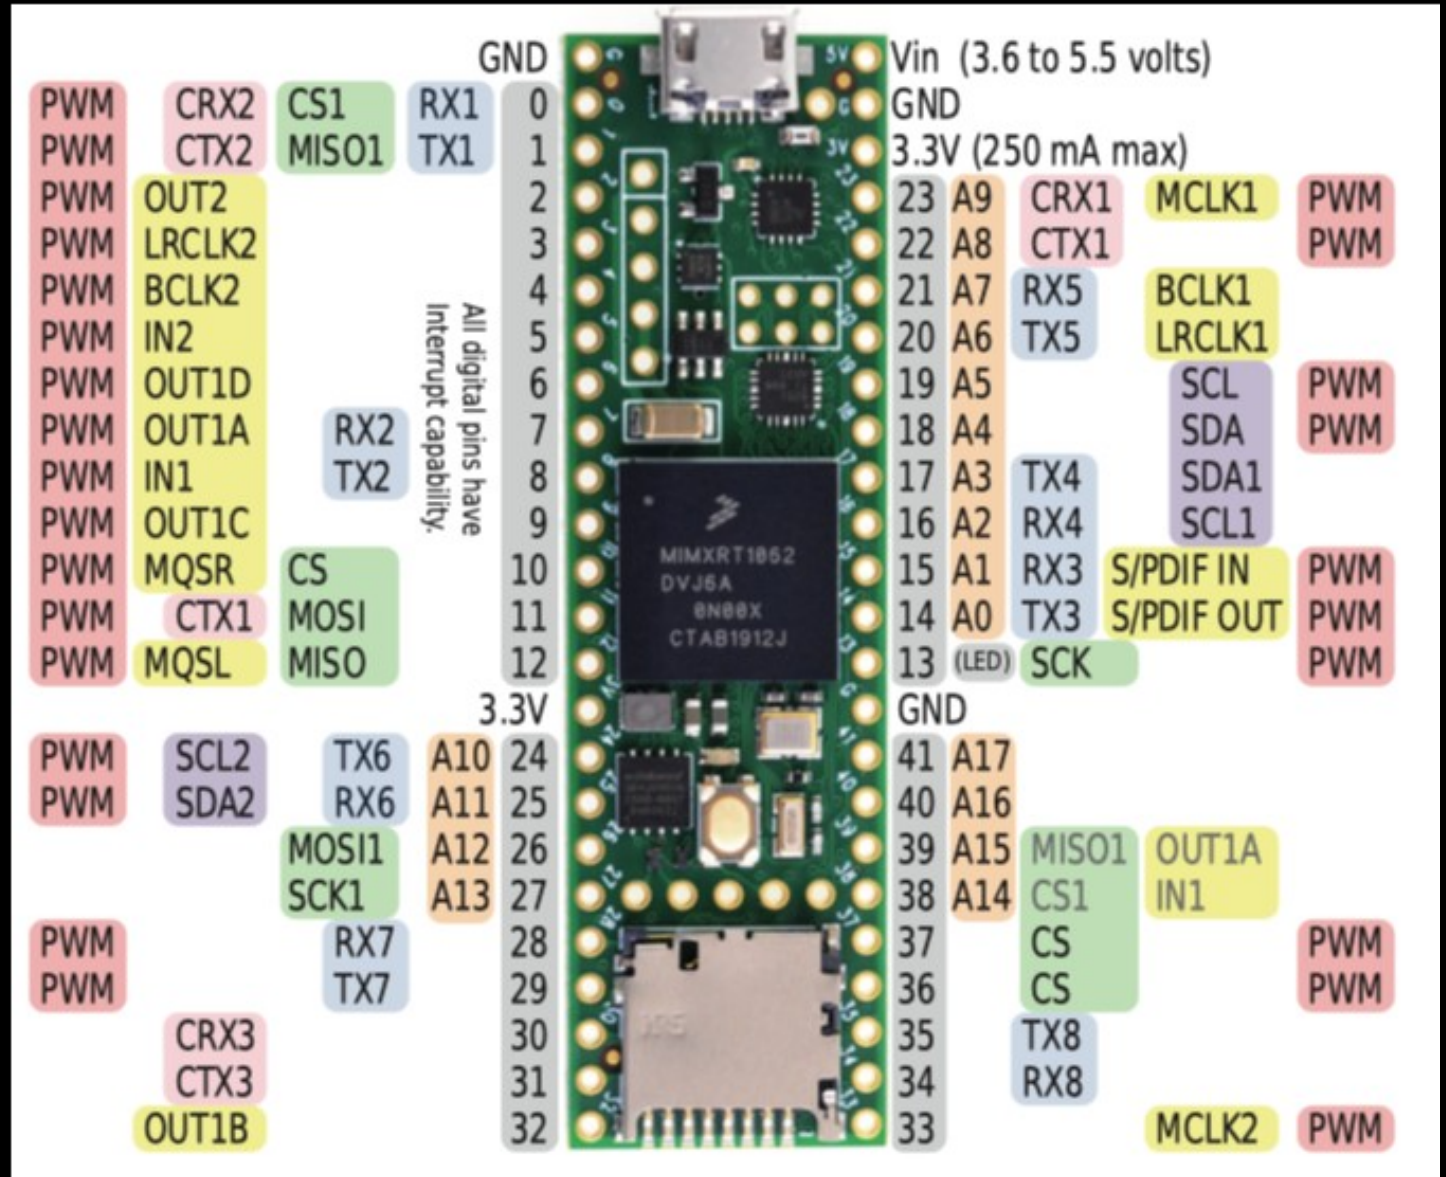 GND Vin (3.6 to 5.5 volts)
PWM CRX2 CS1 RX1 0 GND
PWM CTX2 MISO1 TX1 1 3.3V (250 mA max)
PWM OUT2 2 23 A9 CRX1 MCLK1 PWM
PWM LRCLK2 3 22 A8 CTX1 PWM
PWM BCLK2 4 21 A7 RX5 BCLK1
PWM IN2 5 20 A6 TX5 LRCLK1
PWM OUT1D 6 19 A5 SCL PWM
PWM OUT1A RX2 7 18 A4 SDA PWM
PWM IN1 TX2 8 17 A3 TX4 SDA1
PWM OUT1C 9 16 A2 RX4 SCL1
PWM MQSR CS 10 15 A1 RX3 S/PDIF IN PWM
PWM CTX1 MOSI 11 14 A0 TX3 S/PDIF OUT PWM
PWM MQSL MISO 12 13 (LED) SCK PWM
3.3V GND
PWM SCL2 TX6 A10 24 41 A17
PWM SDA2 RX6 A11 25 40 A16
MOSI1 A12 26 39 A15 MISO1 OUT1A
SCK1 A13 27 38 A14 CS1 IN1
PWM RX7 28 37 CS PWM
PWM TX7 29 36 CS PWM
CRX3 30 35 TX8
CTX3 31 34 RX8
OUT1B 32 33 MCLK2 PWM
All digital pins have
Interrupt capability.
MIMXRT1062
DVJ6A
0N00X
CTAB1912J